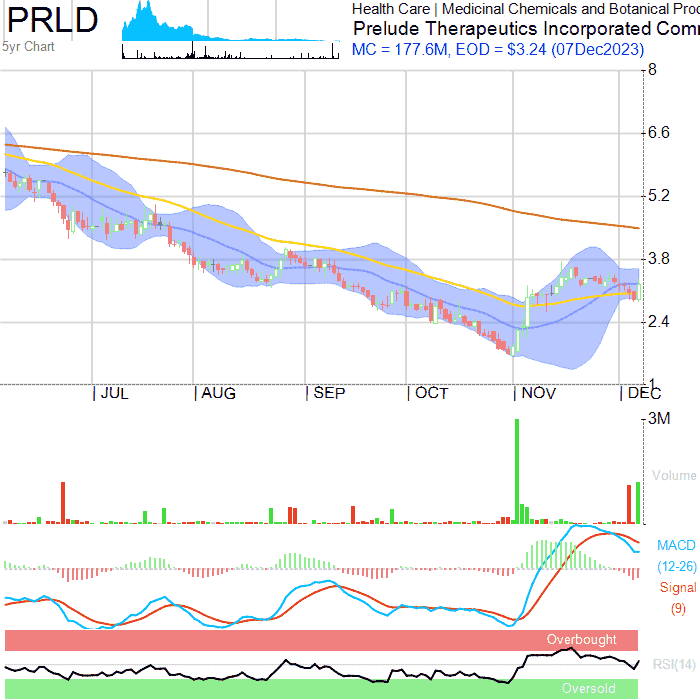 PRLD
5yr Chart
Health Care | Medicinal Chemicals and Botanical Proc
Prelude Therapeutics Incorporated Com
MC = 177.6M, EOD = $3.24 (07Dec2023)
8
6.6
5.2
3.8
2.4
1
JUL
AUG
SEP
OCT
NOV
DEC
3M
Volume
MACD
(12-26)
Signal
(9)
Overbought
RSI(14)
Oversold